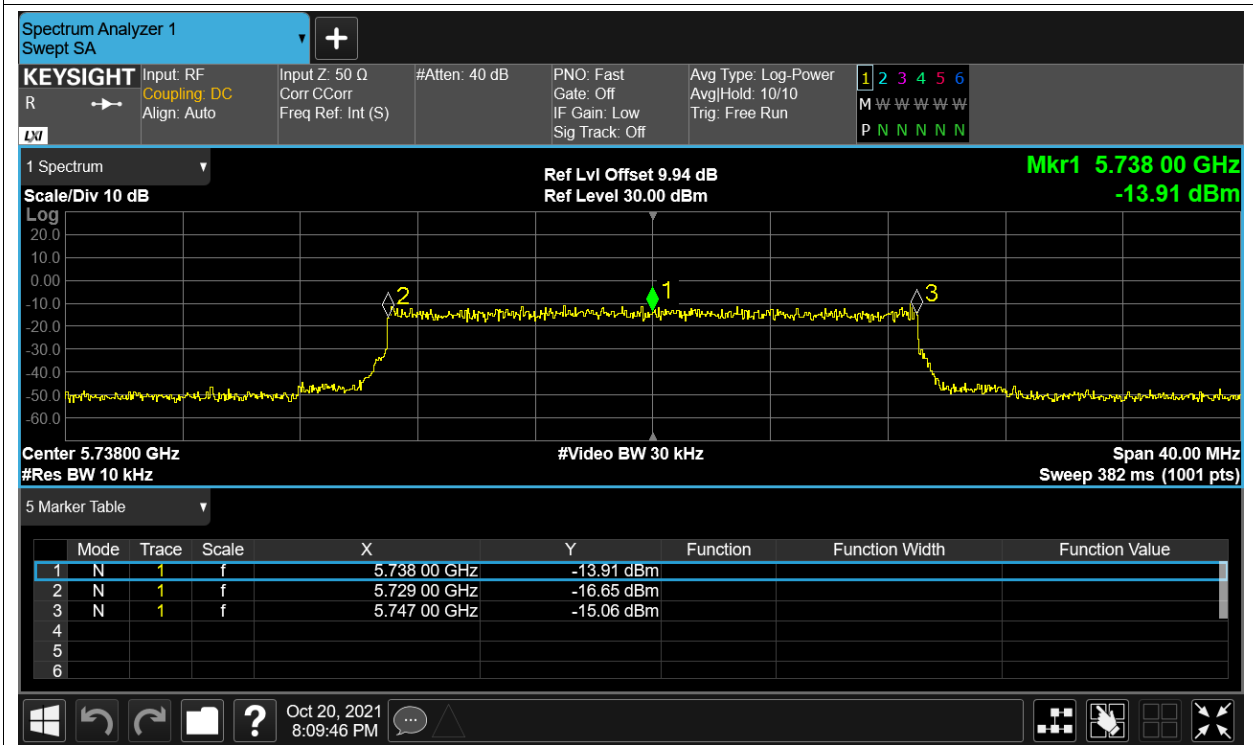 Spectrum Analyzer 1
Swept SA
+
KEYSIGHT
R
LXI
Input: RF
Coupling: DC
Align: Auto
Input Z: 50 Ω
Corr CCorr
Freq Ref: Int (S)
#Atten: 40 dB
PNO: Fast
Gate: Off
IF Gain: Low
Sig Track: Off
Avg Type: Log-Power
Avg|Hold: 10/10
Trig: Free Run
1 2 3 4 5 6
M W W W W W
P N N N N N
1 Spectrum
Scale/Div 10 dB
Ref Lvl Offset 9.94 dB
Ref Level 30.00 dBm
Mkr1 5.738 00 GHz
-13.91 dBm
Log
20.0
10.0
0.00
-10.0
-20.0
-30.0
-40.0
-50.0
-60.0
2
1
3
Center 5.73800 GHz
#Res BW 10 kHz
#Video BW 30 kHz
Span 40.00 MHz
Sweep 382 ms (1001 pts)
5 Marker Table
Mode Trace Scale X Y Function Function Width Function Value
1 N 1 f 5.738 00 GHz -13.91 dBm
2 N 1 f 5.729 00 GHz -16.65 dBm
3 N 1 f 5.747 00 GHz -15.06 dBm
4
5
6
?
Oct 20, 2021
8:09:46 PM